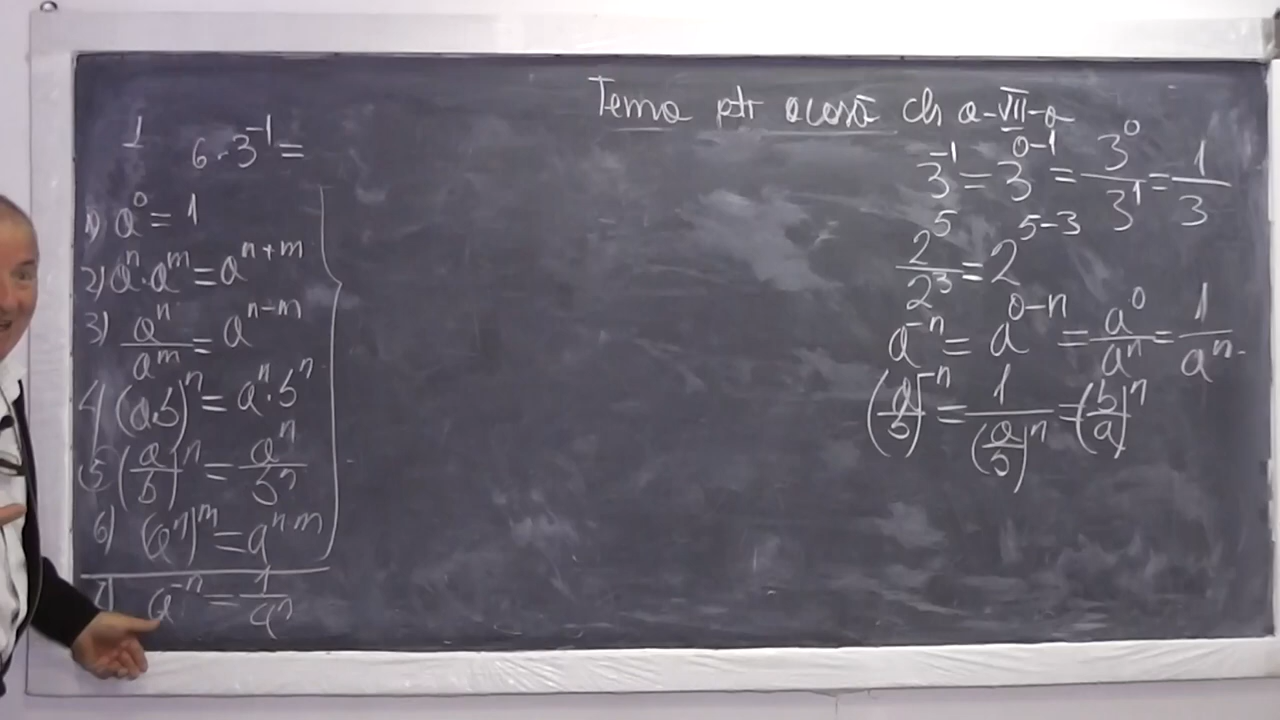 Tema ptr acasă cls a-VII-a
1 6·3⁻¹=
1) a⁰=1
2) aⁿ·aᵐ=aⁿ⁺ᵐ
3) aⁿ/aᵐ=aⁿ⁻ᵐ
4) (a·b)ⁿ=aⁿ·bⁿ
5) (a/b)ⁿ=aⁿ/bⁿ
6) (aⁿ)ᵐ=aⁿ·ᵐ
7) a⁻ⁿ=1/aⁿ
3⁻¹=3⁰⁻¹=3⁰/3¹=1/3
2⁵/2³=2⁵⁻³
a⁻ⁿ=a⁰⁻ⁿ=a⁰/aⁿ=1/aⁿ.
(a/b)⁻ⁿ=1/(a/b)ⁿ=(b/a)ⁿ